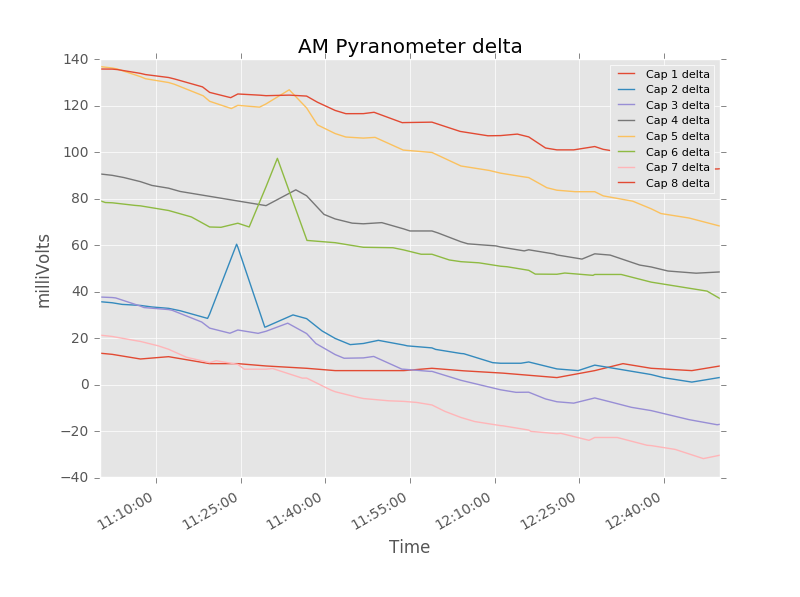 AM Pyranometer delta
140
120
100
80
60
40
20
0
−20
−40
milliVolts
Cap 1 delta
Cap 2 delta
Cap 3 delta
Cap 4 delta
Cap 5 delta
Cap 6 delta
Cap 7 delta
Cap 8 delta
11:10:00
11:25:00
11:40:00
11:55:00
12:10:00
12:25:00
12:40:00
Time